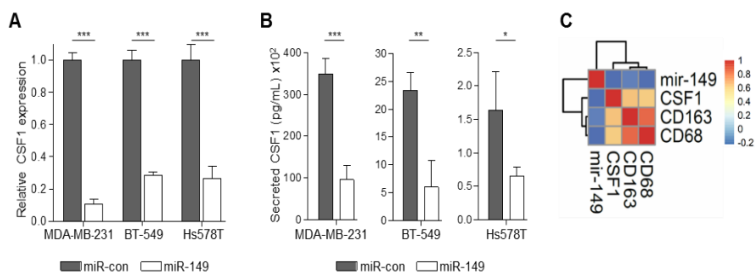 A
Relative CSF1 expression
1.0
0.8
0.6
0.4
0.2
0.0
***
***
***
MDA-MB-231
BT-549
Hs578T
miR-con
miR-149
B
Secreted CSF1 (pg/mL) x10²
400
300
200
100
0
***
MDA-MB-231
30
25
20
15
10
5
0
**
BT-549
2.5
2.0
1.5
1.0
0.5
0.0
*
Hs578T
miR-con
miR-149
C
mir-149
CSF1
CD163
CD68
mir-149
CSF1
CD163
CD68
1
0.8
0.6
0.4
0.2
0
-0.2